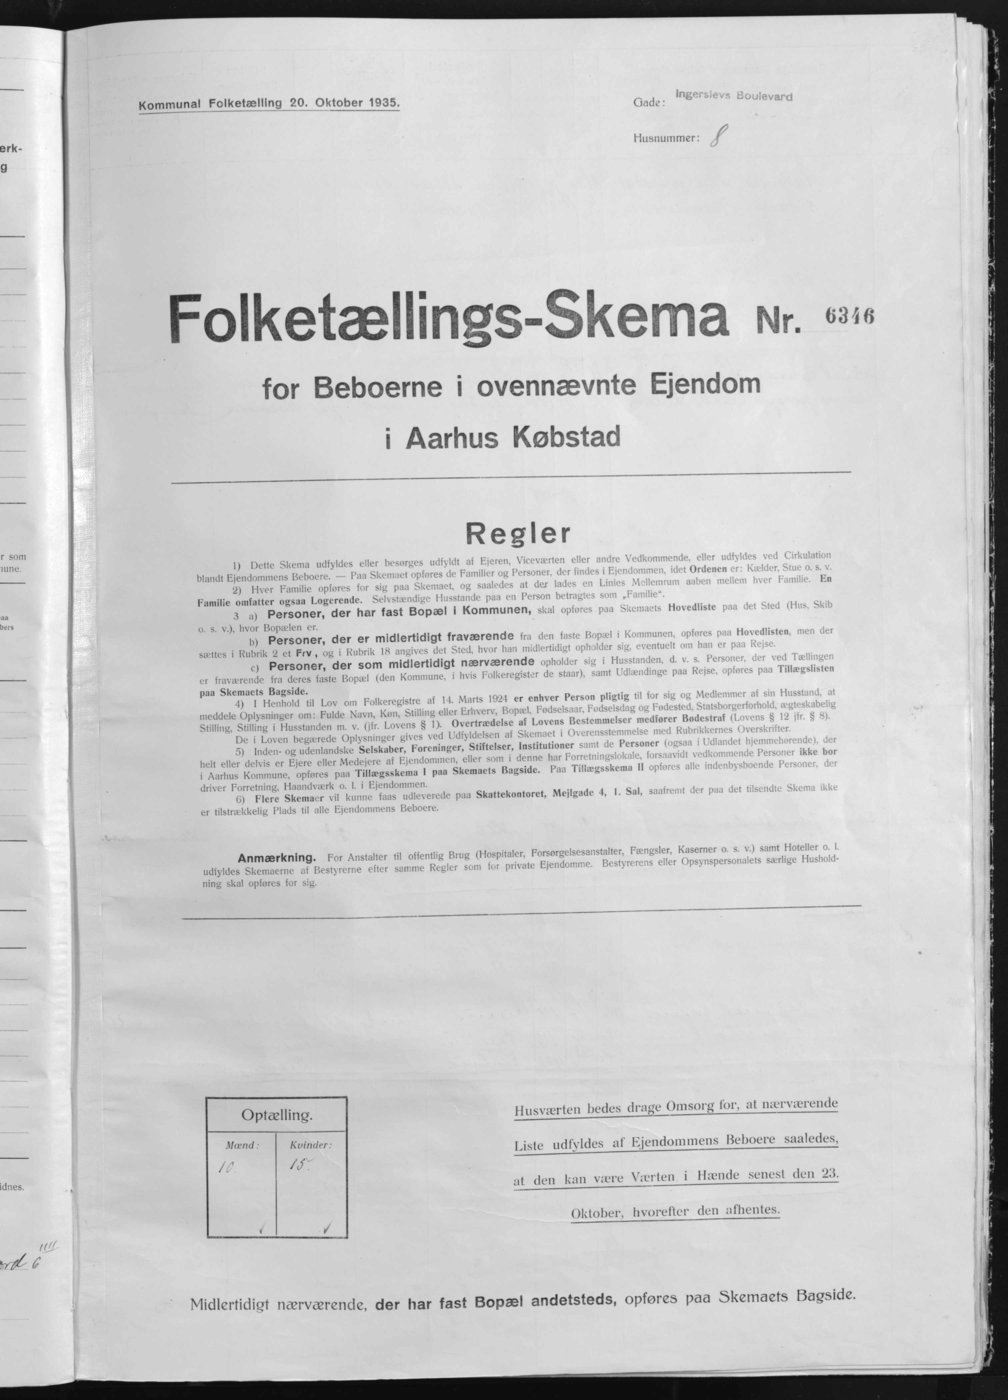 erk-
g
r som
nune.
aa
bers
idnes.
6
Kommunal Folketælling 20. Oktober 1935.
Gade: Ingerslevs Boulevard
Husnummer: 8
Folketællings-Skema Nr. 6346
for Beboerne i ovennævnte Ejendom
i Aarhus Købstad
Regler
1) Dette Skema udfyldes eller besørges udfyldt af Ejeren, Viceværten eller andre Vedkommende, eller udfyldes ved Cirkulation
blandt Ejendommens Beboere. — Paa Skemaet opføres de Familier og Personer, der findes i Ejendommen, idet Ordenen er: Kælder, Stue o. s. v.
2) Hver Familie opføres for sig paa Skemaet, og saaledes at der lades en Linies Mellemrum aaben mellem hver Familie. En
Familie omfatter ogsaa Logerende. Selvstændige Husstande paa en Person betragtes som „Familie“.
3 a) Personer, der har fast Bopæl i Kommunen, skal opføres paa Skemaets Hovedliste paa det Sted (Hus, Skib
o. s. v.), hvor Bopælen er.
b) Personer, der er midlertidigt fraværende fra den faste Bopæl i Kommunen, opføres paa Hovedlisten, men der
sættes i Rubrik 2 et Frv, og i Rubrik 18 angives det Sted, hvor han midlertidigt opholder sig, eventuelt om han er paa Rejse.
c) Personer, der som midlertidigt nærværende opholder sig i Husstanden, d. v. s. Personer, der ved Tællingen
er fraværende fra deres faste Bopæl (den Kommune, i hvis Folkeregister de staar), samt Udlændinge paa Rejse, opføres paa Tillægslisten
paa Skemaets Bagside.
4) I Henhold til Lov om Folkeregistre af 14. Marts 1924 er enhver Person pligtig til for sig og Medlemmer af sin Husstand, at
meddele Oplysninger om: Fulde Navn, Køn, Stilling eller Erhverv, Bopæl, Fødselsaar, Fødselsdag og Fødested, Statsborgerforhold, ægteskabelig
Stilling, Stilling i Husstanden m. v. (jfr. Lovens § 1). Overtrædelse af Lovens Bestemmelser medfører Bødestraf (Lovens § 12 jfr. § 8).
De i Loven begærede Oplysninger gives ved Udfyldelsen af Skemaet i Overensstemmelse med Rubrikkernes Overskrifter.
5) Inden- og udenlandske Selskaber, Foreninger, Stiftelser, Institutioner samt de Personer (ogsaa i Udlandet hjemmehørende), der
helt eller delvis er Ejere eller Medejere af Ejendommen, eller som i denne har Forretningslokale, forsaavidt vedkommende Personer ikke bor
i Aarhus Kommune, opføres paa Tillægsskema I paa Skemaets Bagside. Paa Tillægsskema II opføres alle indenbysboende Personer, der
driver Forretning, Haandværk o. l. i Ejendommen.
6) Flere Skemaer vil kunne faas udleverede paa Skattekontoret, Mejlgade 4, 1. Sal, saafremt der paa det tilsendte Skema ikke
er tilstrækkelig Plads til alle Ejendommens Beboere.
Anmærkning. For Anstalter til offentlig Brug (Hospitaler, Forsørgelsesanstalter, Fængsler, Kaserner o. s. v.) samt Hoteller o. l.
udfyldes Skemaerne af Bestyrerne efter samme Regler som for private Ejendomme. Bestyrerens eller Opsynspersonalets særlige Hushold-
ning skal opføres for sig.
Optælling.
Mænd: Kvinder:
10. 15.
Husværten bedes drage Omsorg for, at nærværende
Liste udfyldes af Ejendommens Beboere saaledes,
at den kan være Værten i Hænde senest den 23.
Oktober, hvorefter den afhentes.
Midlertidigt nærværende, der har fast Bopæl andetsteds, opføres paa Skemaets Bagside.